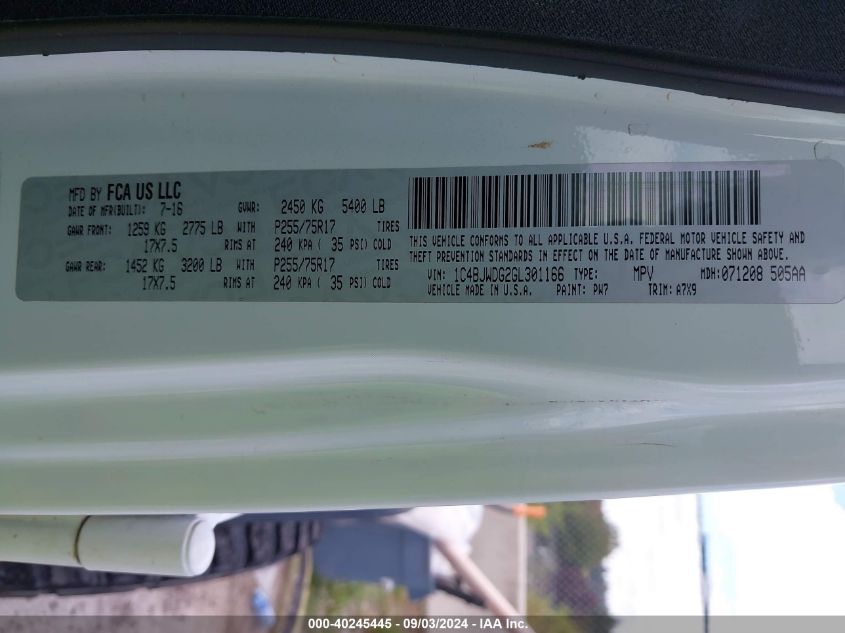 MFD BY FCA US LLC
DATE OF MFR(BUILT): 7-16 GVWR: 2450 KG 5400 LB
GAWR FRONT: 1259 KG 2775 LB WITH P255/75R17 TIRES
17X7.5 RIMS AT 240 KPA ( 35 PSI) COLD
GAWR REAR: 1452 KG 3200 LB WITH P255/75R17 TIRES
17X7.5 RIMS AT 240 KPA ( 35 PSI) COLD
THIS VEHICLE CONFORMS TO ALL APPLICABLE U.S.A. FEDERAL MOTOR VEHICLE SAFETY AND
THEFT PREVENTION STANDARDS IN EFFECT ON THE DATE OF MANUFACTURE SHOWN ABOVE.
VIN: 1C4BJWDG2GL301166 TYPE: MPV MDH: 071208 505AA
VEHICLE MADE IN U.S.A. PAINT: PW7 TRIM: A7X9
000-40245445 - 09/03/2024 - IAA Inc.